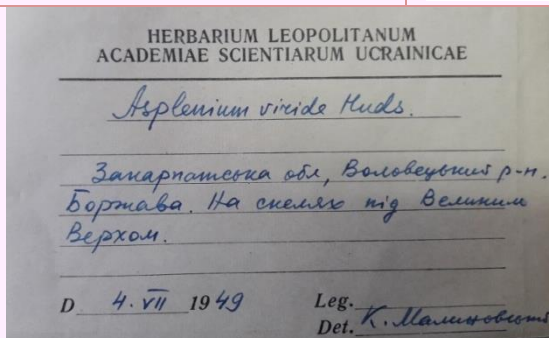 HERBARIUM LEOPOLITANUM
ACADEMIAE SCIENTIARUM UCRAINICAE
Asplenium viride Huds.
Закарпатська обл, Воловецький р-н.
Боржава. На скелях під Великим
Верхом.
D 4. VII 1949 Leg.
Det. К. Малиновський